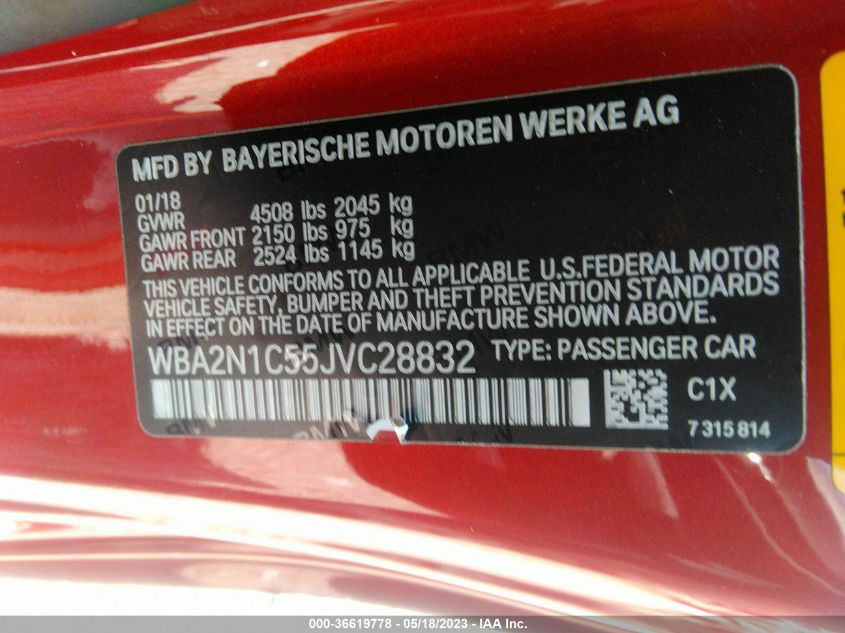 MFD BY BAYERISCHE MOTOREN WERKE AG
01/18
GVWR 4508 lbs 2045 kg
GAWR FRONT 2150 lbs 975 kg
GAWR REAR 2524 lbs 1145 kg
THIS VEHICLE CONFORMS TO ALL APPLICABLE U.S.FEDERAL MOTOR
VEHICLE SAFETY, BUMPER AND THEFT PREVENTION STANDARDS
IN EFFECT ON THE DATE OF MANUFACTURE SHOWN ABOVE.
WBA2N1C55JVC28832 TYPE: PASSENGER CAR
C1X
7 315 814
000-36619778 - 05/18/2023 - IAA Inc.